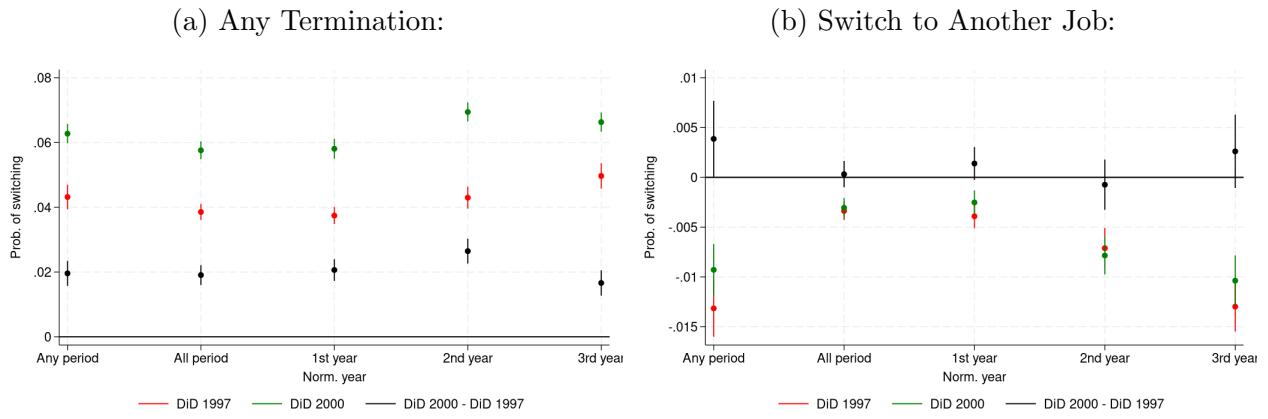 (a) Any Termination:
.08
.06
.04
.02
0
Prob. of switching
Any period
All period
1st year
2nd year
3rd year
Norm. year
DiD 1997
DiD 2000
DiD 2000 - DiD 1997
(b) Switch to Another Job:
.01
.005
0
-.005
-.01
-.015
Prob. of switching
Any period
All period
1st year
2nd year
3rd year
Norm. year
DiD 1997
DiD 2000
DiD 2000 - DiD 1997